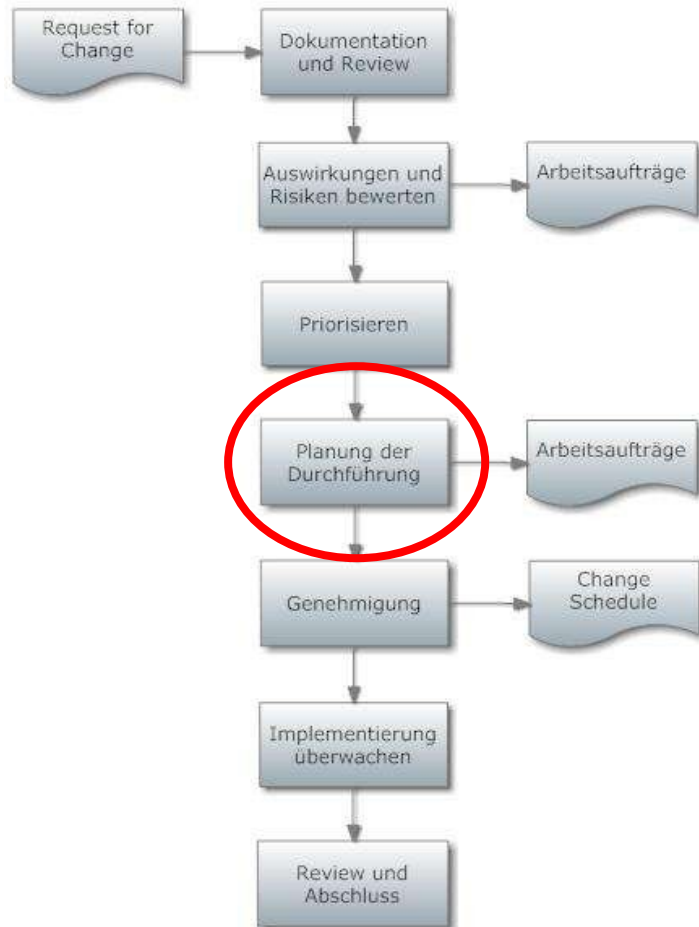 Request for
Change
Dokumentation
und Review
Auswirkungen und
Risiken bewerten
Arbeitsaufträge
Priorisieren
Planung der
Durchführung
Arbeitsaufträge
Genehmigung
Change
Schedule
Implementierung
überwachen
Review und
Abschluss